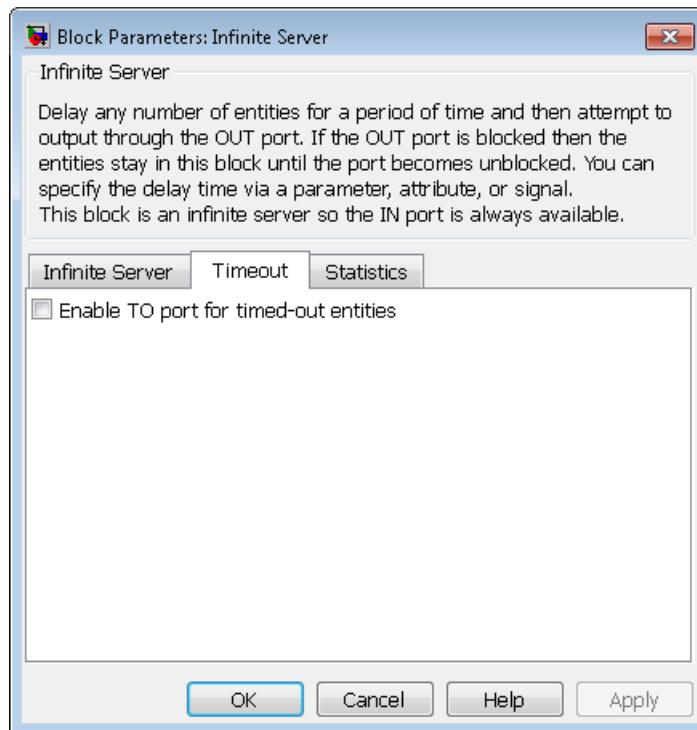 Block Parameters: Infinite Server
Infinite Server
Delay any number of entities for a period of time and then attempt to
output through the OUT port. If the OUT port is blocked then the
entities stay in this block until the port becomes unblocked. You can
specify the delay time via a parameter, attribute, or signal.
This block is an infinite server so the IN port is always available.
Infinite Server Timeout Statistics
Enable TO port for timed-out entities
OK Cancel Help Apply